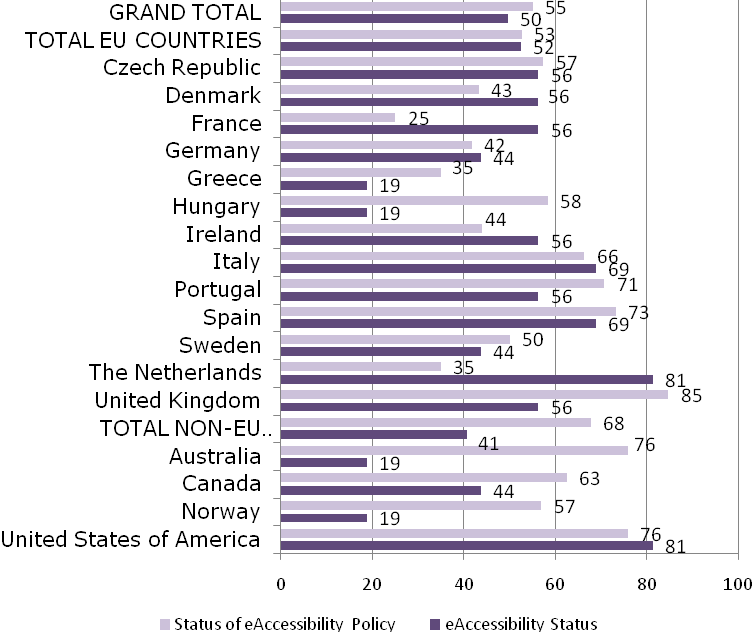 GRAND TOTAL 55
50
TOTAL EU COUNTRIES 53
52
Czech Republic 57
56
Denmark 43
56
France 25
56
Germany 42
44
Greece 35
19
Hungary 58
19
Ireland 44
56
Italy 66
69
Portugal 71
56
Spain 73
69
Sweden 50
44
The Netherlands 35
81
United Kingdom 85
56
TOTAL NON-EU.. 68
41
Australia 76
19
Canada 63
44
Norway 57
19
United States of America 76
81
0 20 40 60 80 100
Status of eAccessibility Policy eAccessibility Status